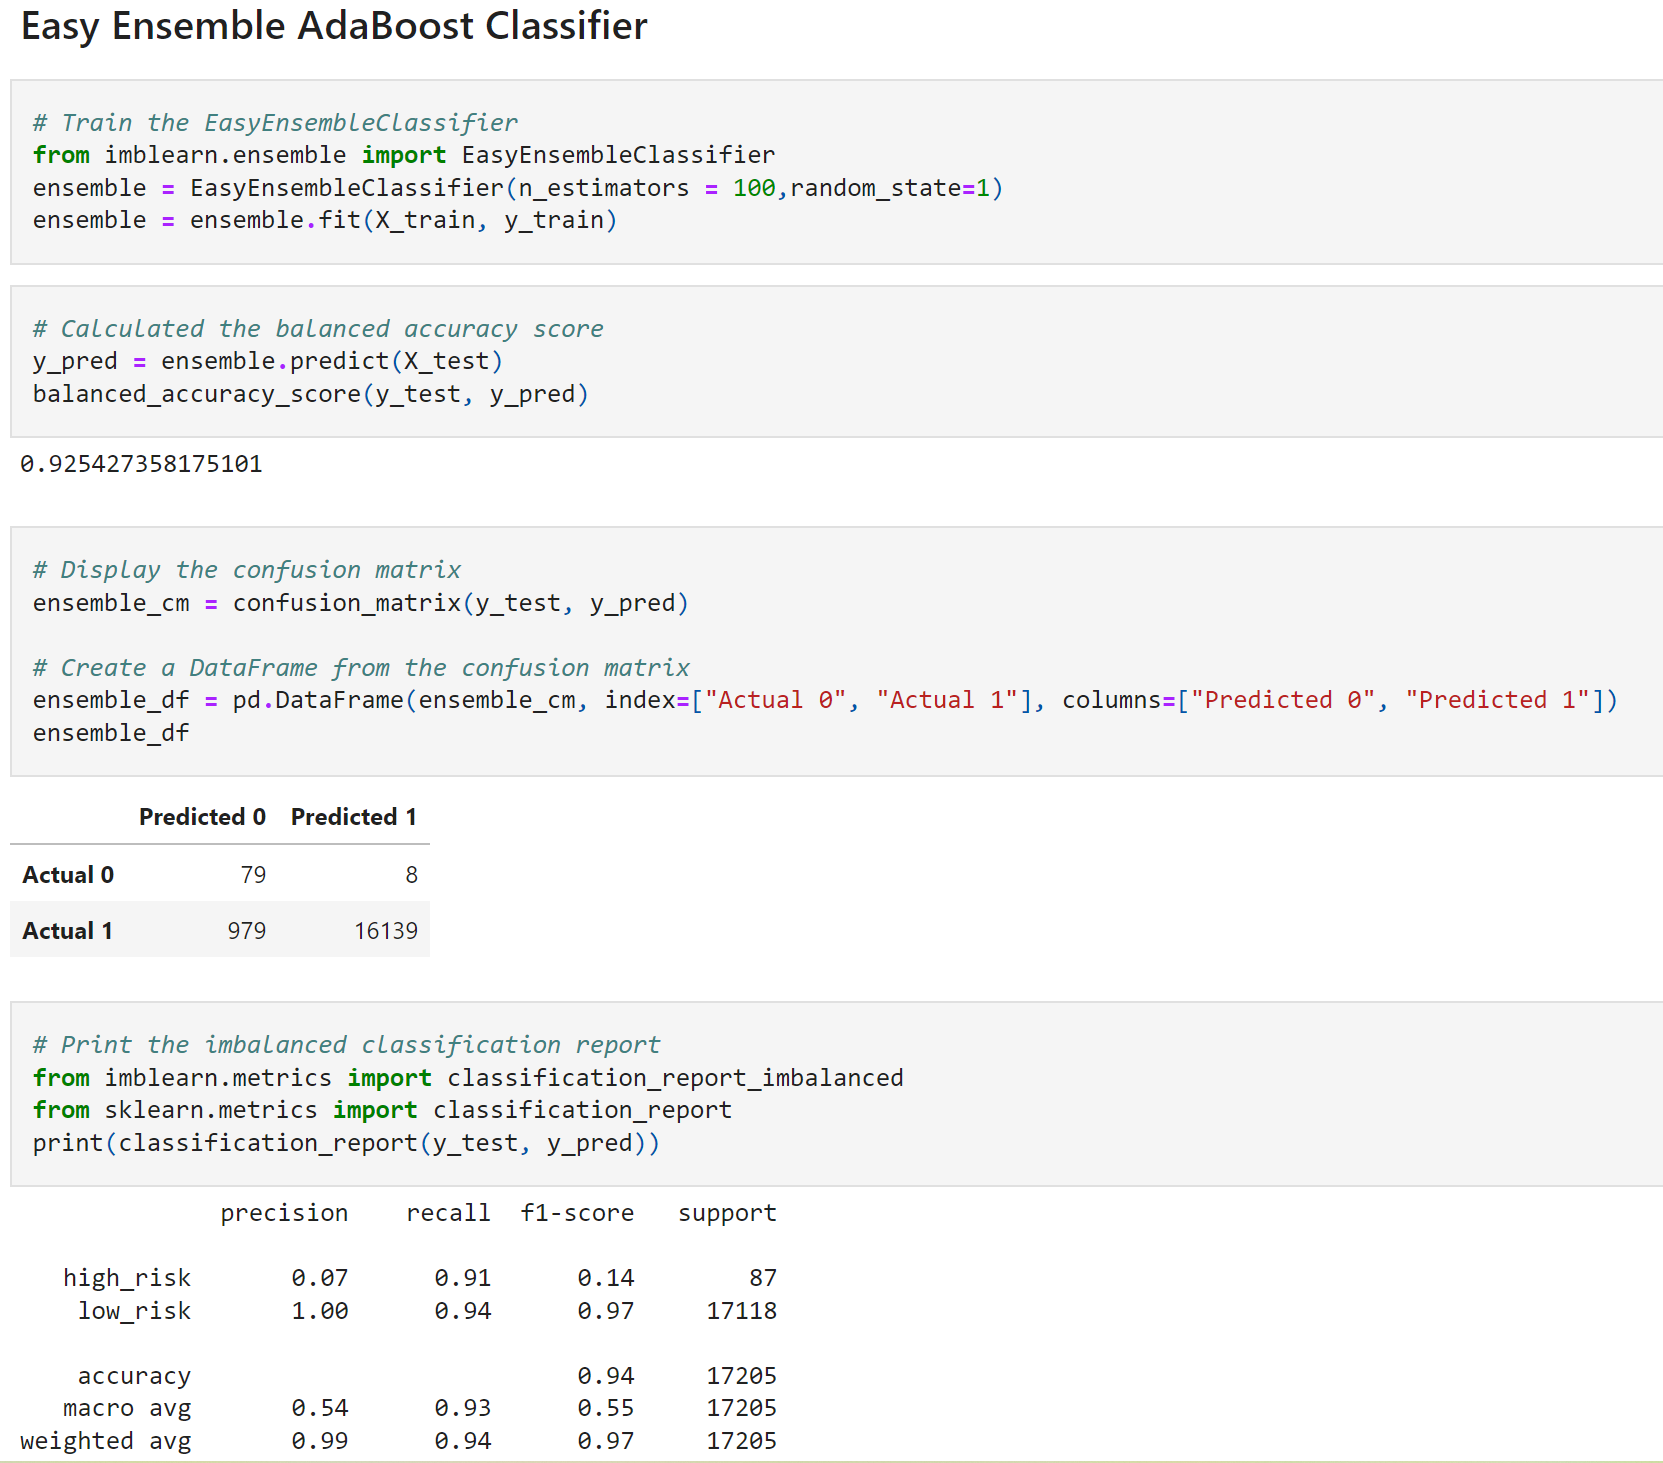 Easy Ensemble AdaBoost Classifier
# Train the EasyEnsembleClassifier
from imblearn.ensemble import EasyEnsembleClassifier
ensemble = EasyEnsembleClassifier(n_estimators = 100,random_state=1)
ensemble = ensemble.fit(X_train, y_train)
# Calculated the balanced accuracy score
y_pred = ensemble.predict(X_test)
balanced_accuracy_score(y_test, y_pred)
0.925427358175101
# Display the confusion matrix
ensemble_cm = confusion_matrix(y_test, y_pred)
# Create a DataFrame from the confusion matrix
ensemble_df = pd.DataFrame(ensemble_cm, index=["Actual 0", "Actual 1"], columns=["Predicted 0", "Predicted 1"])
ensemble_df
Predicted 0 Predicted 1
Actual 0 79 8
Actual 1 979 16139
# Print the imbalanced classification report
from imblearn.metrics import classification_report_imbalanced
from sklearn.metrics import classification_report
print(classification_report(y_test, y_pred))
precision recall f1-score support
high_risk 0.07 0.91 0.14 87
low_risk 1.00 0.94 0.97 17118
accuracy 0.94 17205
macro avg 0.54 0.93 0.55 17205
weighted avg 0.99 0.94 0.97 17205